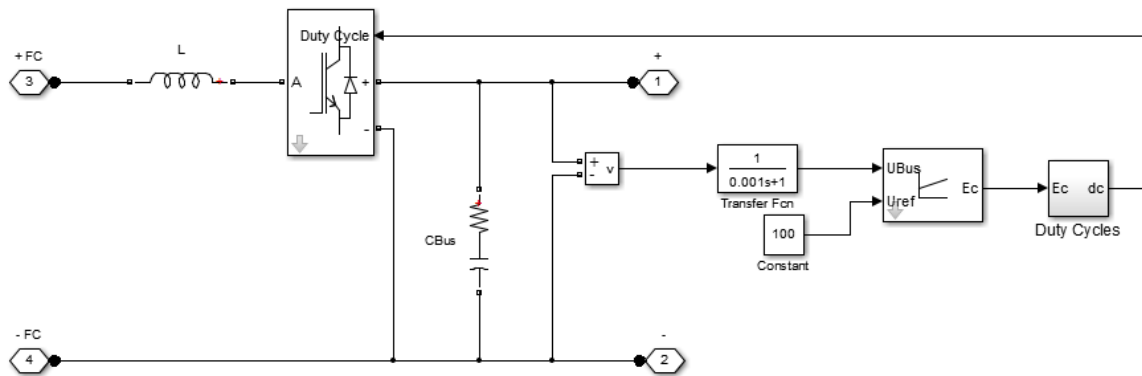 Duty Cycle
+ FC
3
L
A
+
-
+
1
CBus
+
-
v
1
0.001s+1
Transfer Fcn
100
Constant
UBus
Uref
Ec
Ec
dc
Duty Cycles
- FC
4
-
2